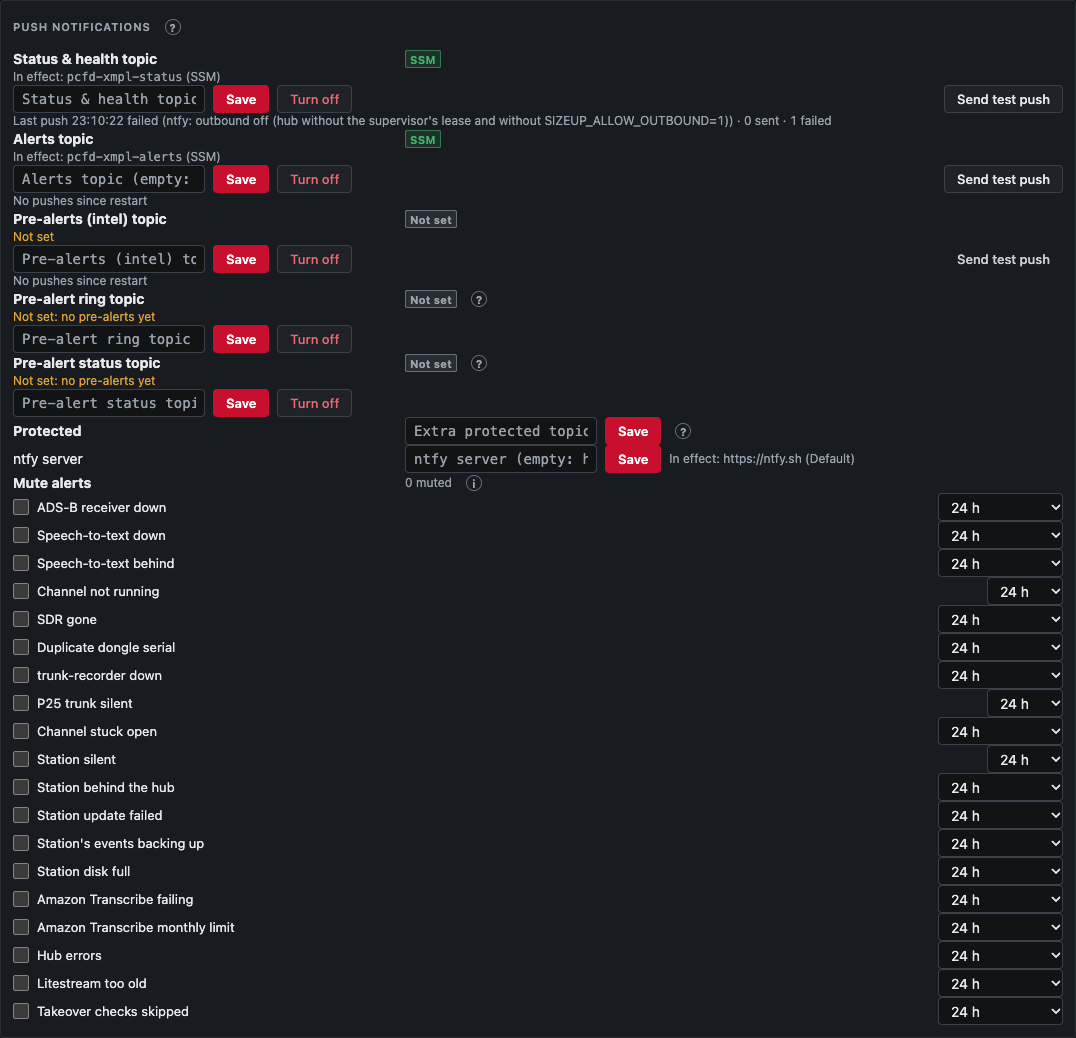 PUSH NOTIFICATIONS ?
Status & health topic SSM
In effect: pcfd-xmpl-status (SSM)
Status & health topic Save Turn off Send test push
Last push 23:10:22 failed (ntfy: outbound off (hub without the supervisor's lease and without SIZEUP_ALLOW_OUTBOUND=1)) · 0 sent · 1 failed
Alerts topic SSM
In effect: pcfd-xmpl-alerts (SSM)
Alerts topic (empty: Save Turn off Send test push
No pushes since restart
Pre-alerts (intel) topic Not set
Not set
Pre-alerts (intel) to Save Turn off Send test push
No pushes since restart
Pre-alert ring topic Not set ?
Not set: no pre-alerts yet
Pre-alert ring topic Save Turn off
Pre-alert status topic Not set ?
Not set: no pre-alerts yet
Pre-alert status topi Save Turn off
Protected Extra protected topic Save ?
ntfy server ntfy server (empty: h Save In effect: https://ntfy.sh (Default)
Mute alerts 0 muted i
ADS-B receiver down 24 h
Speech-to-text down 24 h
Speech-to-text behind 24 h
Channel not running 24 h
SDR gone 24 h
Duplicate dongle serial 24 h
trunk-recorder down 24 h
P25 trunk silent 24 h
Channel stuck open 24 h
Station silent 24 h
Station behind the hub 24 h
Station update failed 24 h
Station's events backing up 24 h
Station disk full 24 h
Amazon Transcribe failing 24 h
Amazon Transcribe monthly limit 24 h
Hub errors 24 h
Litestream too old 24 h
Takeover checks skipped 24 h